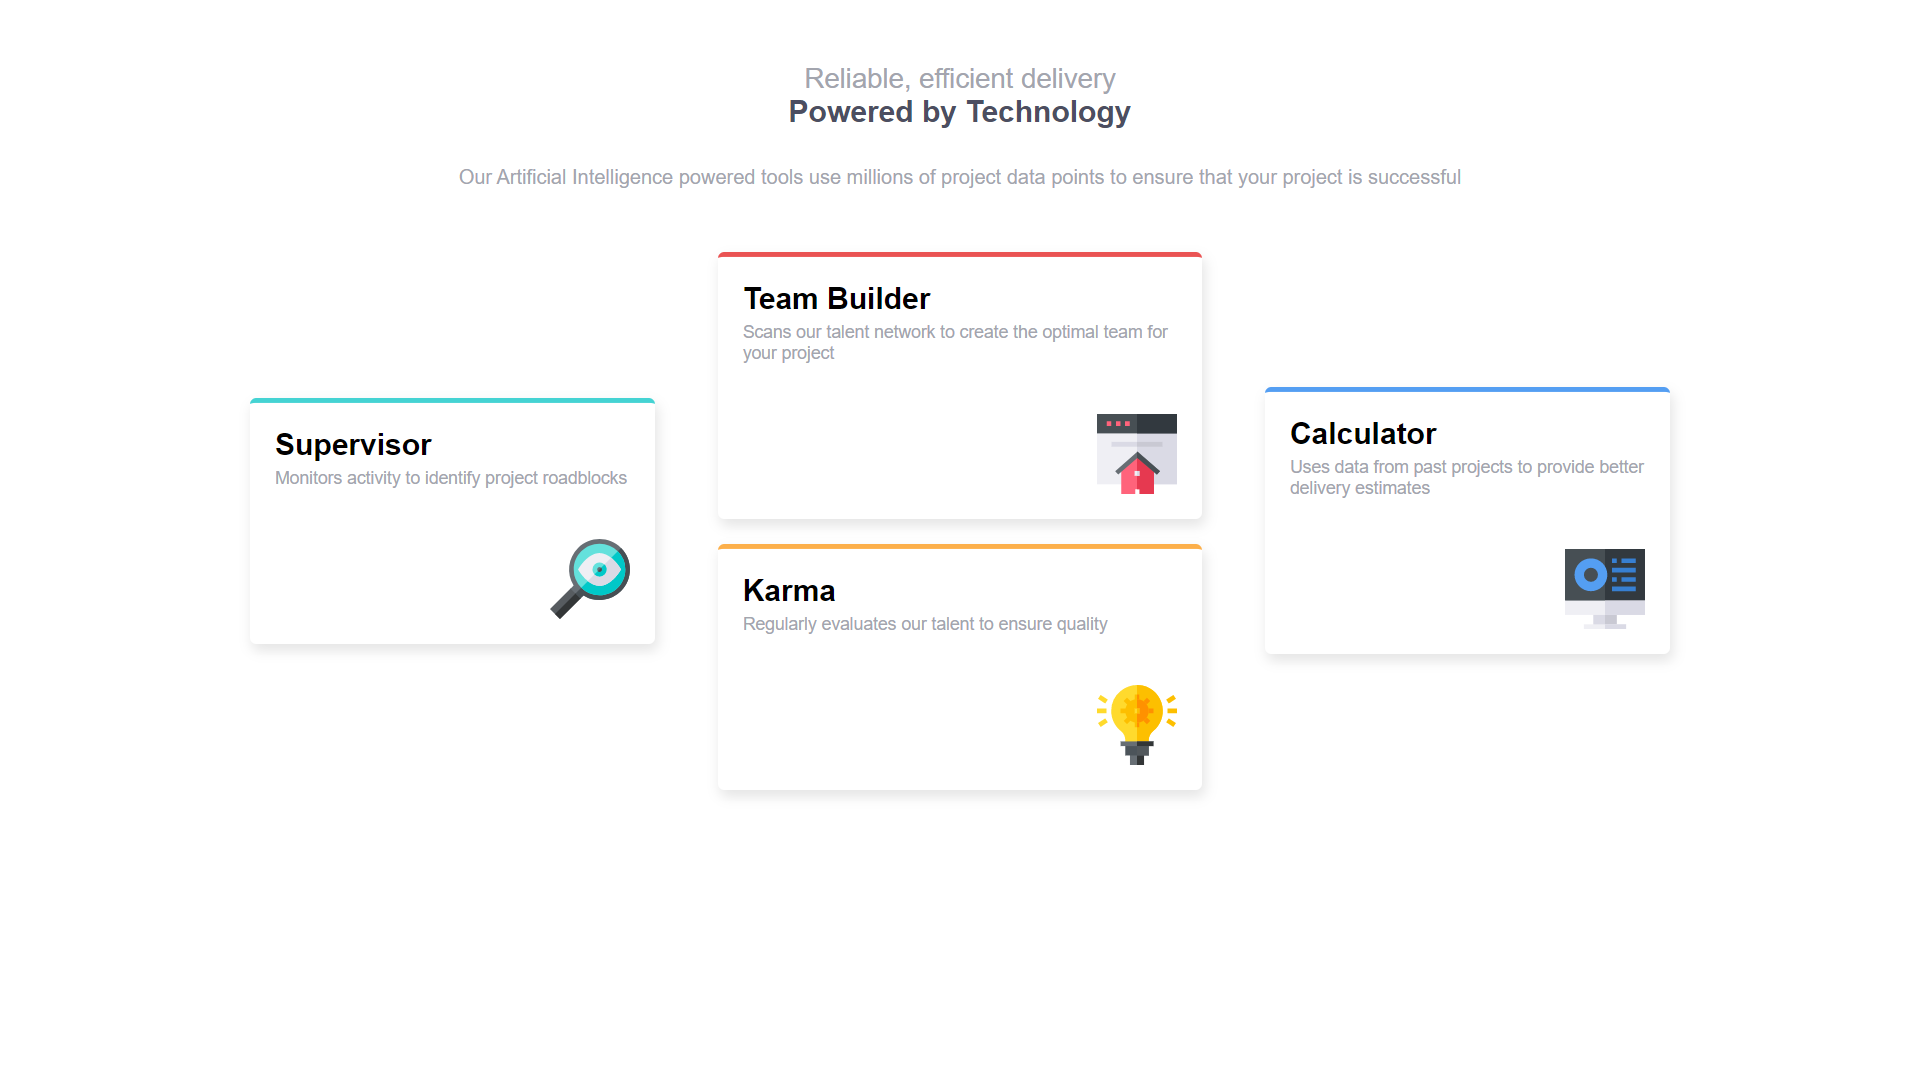 Reliable, efficient delivery
Powered by Technology
Our Artificial Intelligence powered tools use millions of project data points to ensure that your project is successful
Supervisor
Monitors activity to identify project roadblocks
Team Builder
Scans our talent network to create the optimal team for
your project
Karma
Regularly evaluates our talent to ensure quality
Calculator
Uses data from past projects to provide better
delivery estimates